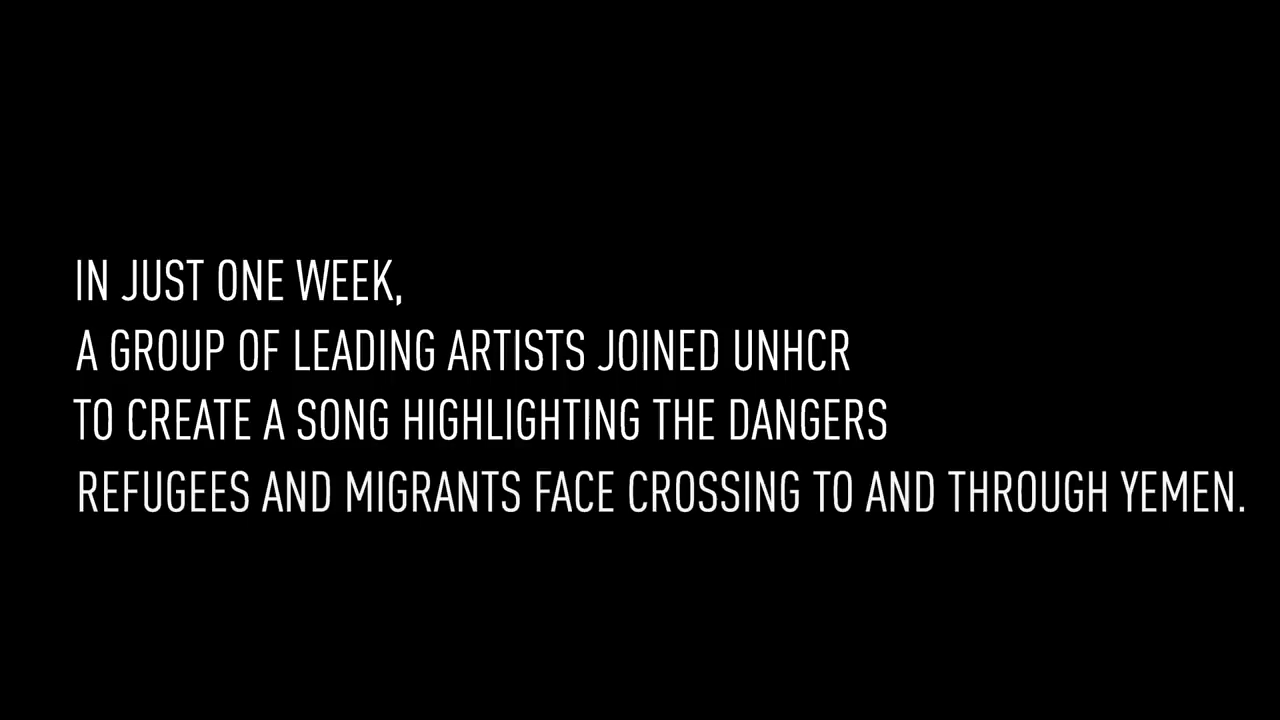 IN JUST ONE WEEK,
A GROUP OF LEADING ARTISTS JOINED UNHCR
TO CREATE A SONG HIGHLIGHTING THE DANGERS
REFUGEES AND MIGRANTS FACE CROSSING TO AND THROUGH YEMEN.